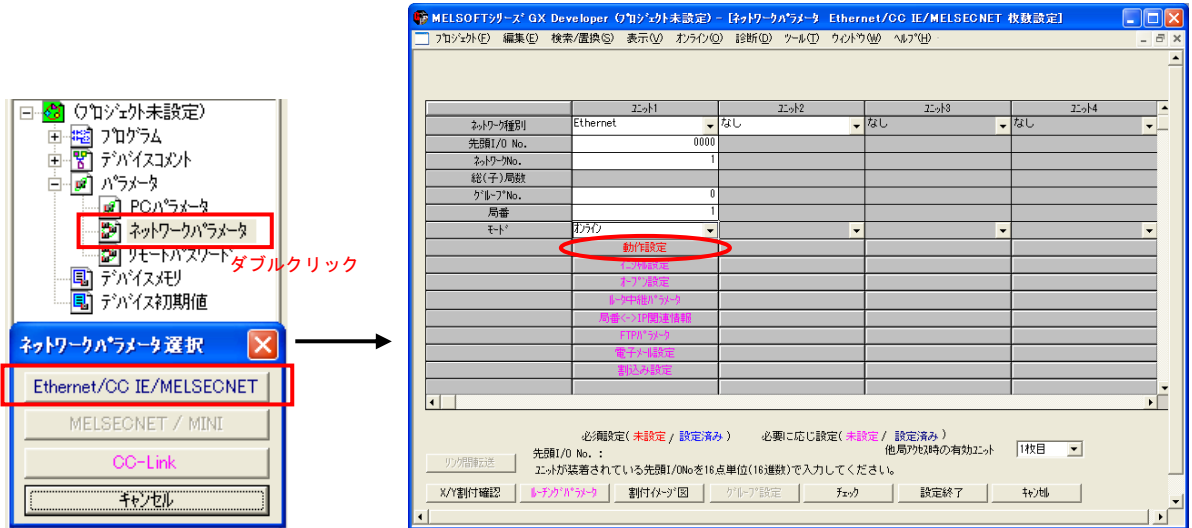 (プロジェクト未設定)
プログラム
デバイスコメント
パラメータ
PCパラメータ
ネットワークパラメータ
リモートパスワード
ダブルクリック
デバイスメモリ
デバイス初期値
ネットワークパラメータ選択
Ethernet/CC IE/MELSECNET
MELSECNET / MINI
CC-Link
キャンセル
MELSOFTシリーズ GX Developer (プロジェクト未設定) - [ネットワークパラメータ Ethernet/CC IE/MELSECNET 枚数設定]
プロジェクト(F) 編集(E) 検索/置換(S) 表示(V) オンライン(O) 診断(D) ツール(T) ウィンドウ(W) ヘルプ(H)
ユニット1 ユニット2 ユニット3 ユニット4
ネットワーク種別 Ethernet なし なし なし
先頭I/O No. 0000
ネットワークNo. 1
総(子)局数
グループNo. 0
局番 1
モード オンライン
動作設定
イニシャル設定
オープン設定
ルータ中継パラメータ
局番<->IP関連情報
FTPパラメータ
電子メール設定
割込み設定
必須設定( 未設定 / 設定済み ) 必要に応じ設定( 未設定 / 設定済み )
先頭I/O No. : 他局アクセス時の有効ユニット 1枚目
リンク間転送 ユニットが装着されている先頭I/ONoを16点単位(16進数)で入力してください。
X/Y割付確認 ルーチングパラメータ 割付イメージ図 グループ設定 チェック 設定終了 キャンセル